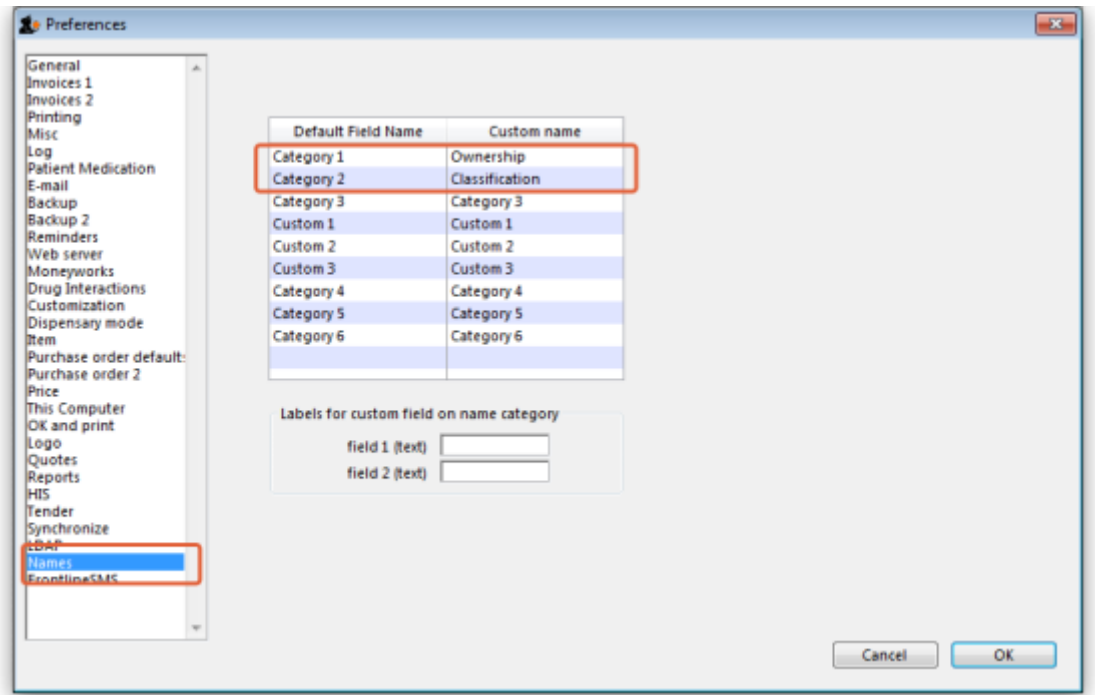 Preferences
General
Invoices 1
Invoices 2
Printing
Misc
Log
Patient Medication
E-mail
Backup
Backup 2
Reminders
Web server
Moneyworks
Drug Interactions
Customization
Dispensary mode
Item
Purchase order default:
Purchase order 2
Price
This Computer
OK and print
Logo
Quotes
Reports
HIS
Tender
Synchronize
LDAP
Names
FrontlineSMS
Default Field Name Custom name
Category 1 Ownership
Category 2 Classification
Category 3 Category 3
Custom 1 Custom 1
Custom 2 Custom 2
Custom 3 Custom 3
Category 4 Category 4
Category 5 Category 5
Category 6 Category 6
Labels for custom field on name category
field 1 (text)
field 2 (text)
Cancel OK